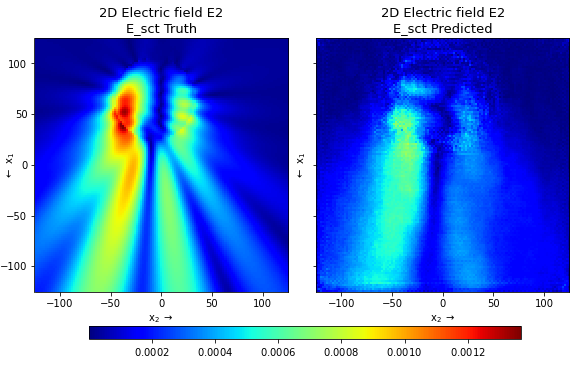 2D Electric field E2
E_sct Truth
2D Electric field E2
E_sct Predicted
100
50
0
−50
−100
← x₁
← x₁
−100 −50 0 50 100
−100 −50 0 50 100
x₂ →
x₂ →
0.0002 0.0004 0.0006 0.0008 0.0010 0.0012